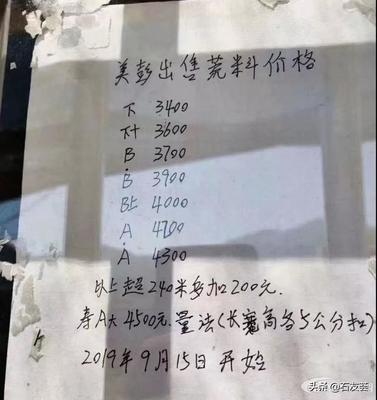 美彭出售荒料价格
下 3400
下+ 3600
B 3700
Ḃ 3900
B上 4000
A 4200
Ȧ 4300
以上超240米多加200元.
寿A大 4500元.量法(长宽高各5公分扣)
2019年9月15日开始
头条@石友荟